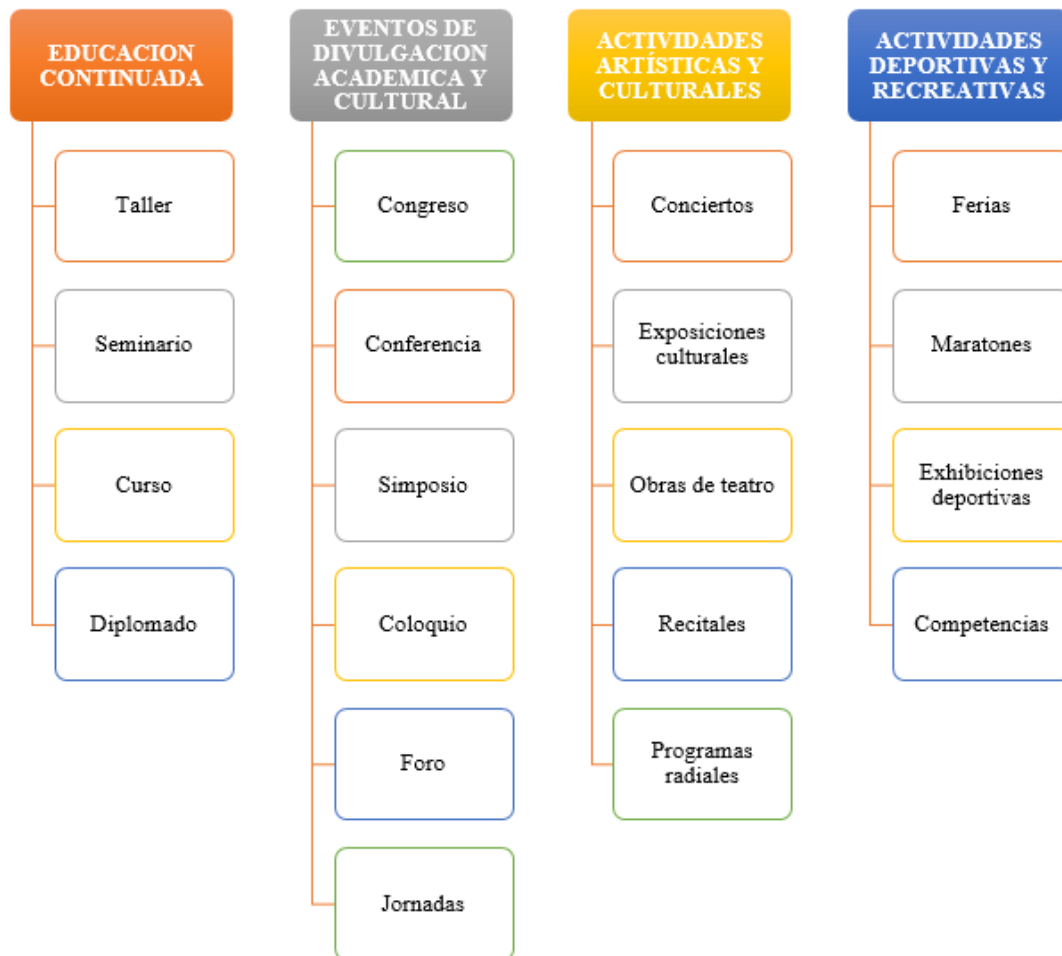 EDUCACION
CONTINUADA
Taller
Seminario
Curso
Diplomado
EVENTOS DE
DIVULGACION
ACADEMICA Y
CULTURAL
Congreso
Conferencia
Simposio
Coloquio
Foro
Jornadas
ACTIVIDADES
ARTÍSTICAS Y
CULTURALES
Conciertos
Exposiciones
culturales
Obras de teatro
Recitales
Programas
radiales
ACTIVIDADES
DEPORTIVAS Y
RECREATIVAS
Ferias
Maratones
Exhibiciones
deportivas
Competencias